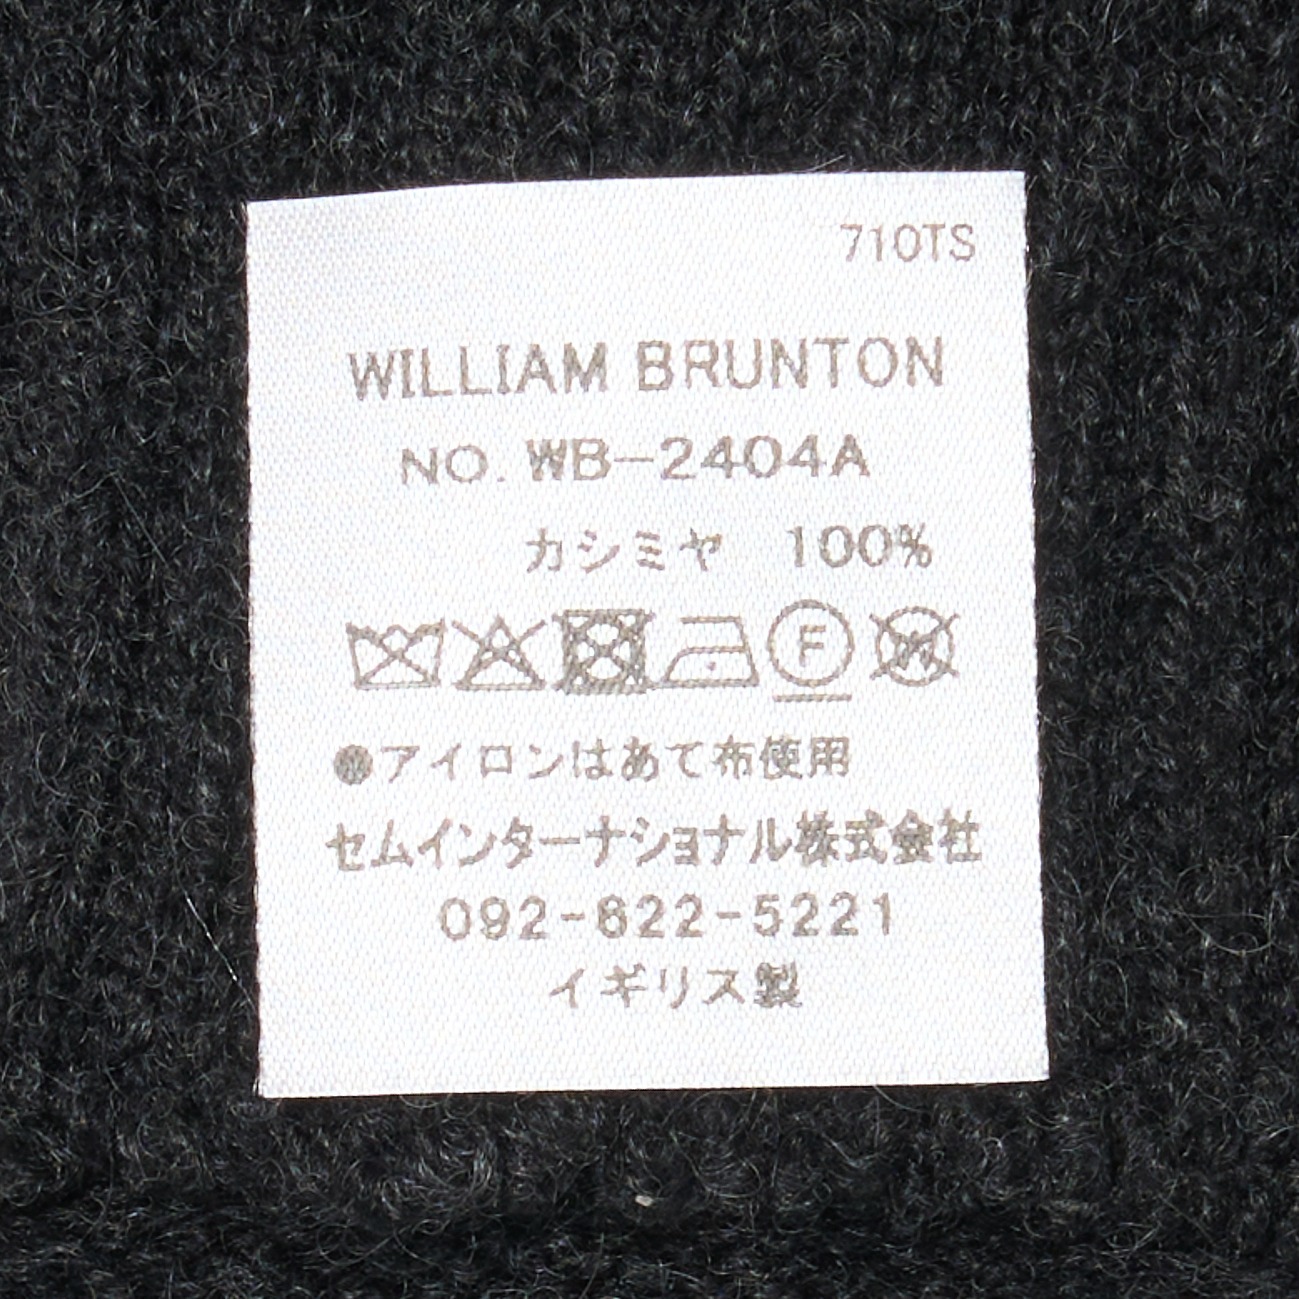 710TS
WILLIAM BRUNTON
NO. WB-2404A
カシミヤ 100%
F W
●アイロンはあて布使用
セムインターナショナル株式会社
092-622-5221
イギリス製